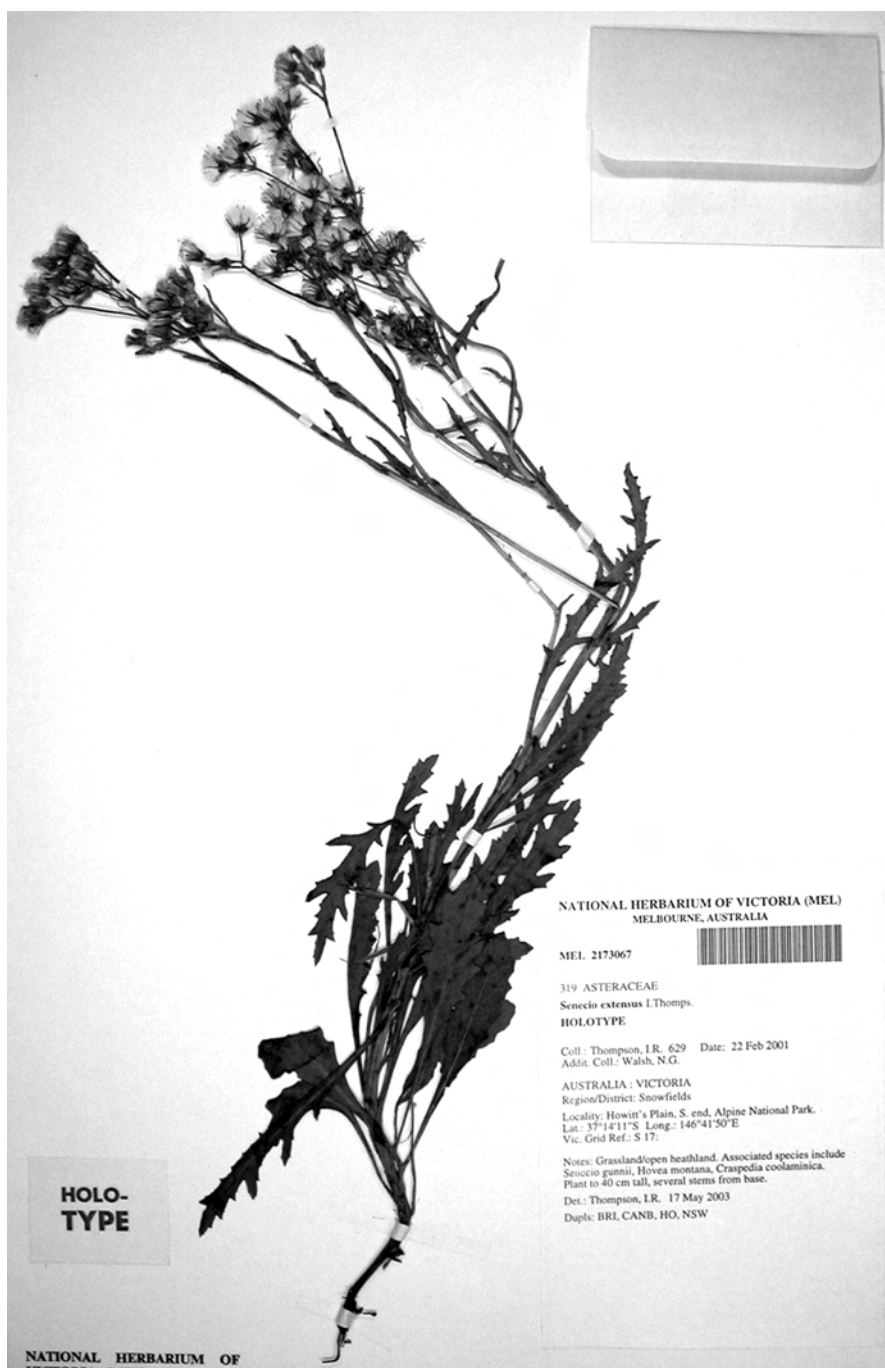 NATIONAL HERBARIUM OF VICTORIA (MEL)
MELBOURNE, AUSTRALIA
MEL 2173067
319 ASTERACEAE
Senecio extensus I.Thomps.
HOLOTYPE
Coll.: Thompson, I.R. 629 Date: 22 Feb 2001
Addit. Coll.: Walsh, N.G.
AUSTRALIA : VICTORIA
Region/District: Snowfields
Locality: Howitt's Plain, S. end, Alpine National Park.
Lat.: 37°14'11"S Long.: 146°41'50"E
Vic. Grid Ref.: S 17:
Notes: Grassland/open heathland. Associated species include
Senecio gunnii, Hovea montana, Craspedia coolaminica.
Plant to 40 cm tall, several stems from base.
Det.: Thompson, I.R. 17 May 2003
Dupls: BRI, CANB, HO, NSW
HOLO-
TYPE
NATIONAL HERBARIUM OF